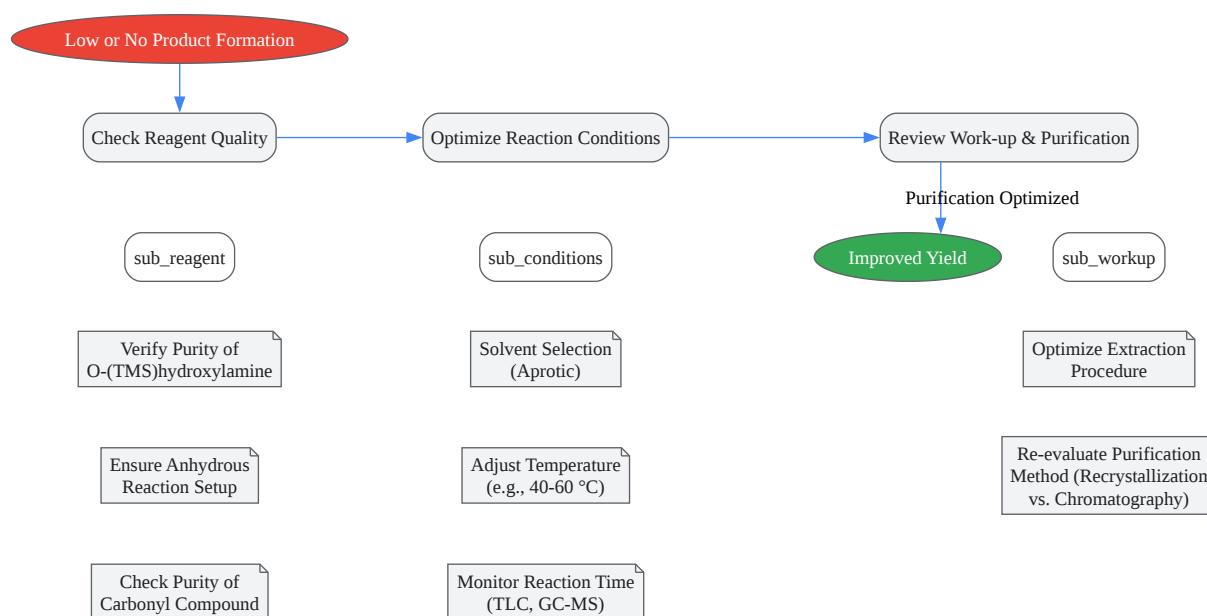 Low or No Product Formation
Check Reagent Quality
Optimize Reaction Conditions
Review Work-up & Purification
Purification Optimized
sub_reagent
sub_conditions
Improved Yield
sub_workup
Verify Purity of
O-(TMS)hydroxylamine
Solvent Selection
(Aprotic)
Optimize Extraction
Procedure
Ensure Anhydrous
Reaction Setup
Adjust Temperature
(e.g., 40-60 °C)
Re-evaluate Purification
Method (Recrystallization
vs. Chromatography)
Check Purity of
Carbonyl Compound
Monitor Reaction Time
(TLC, GC-MS)